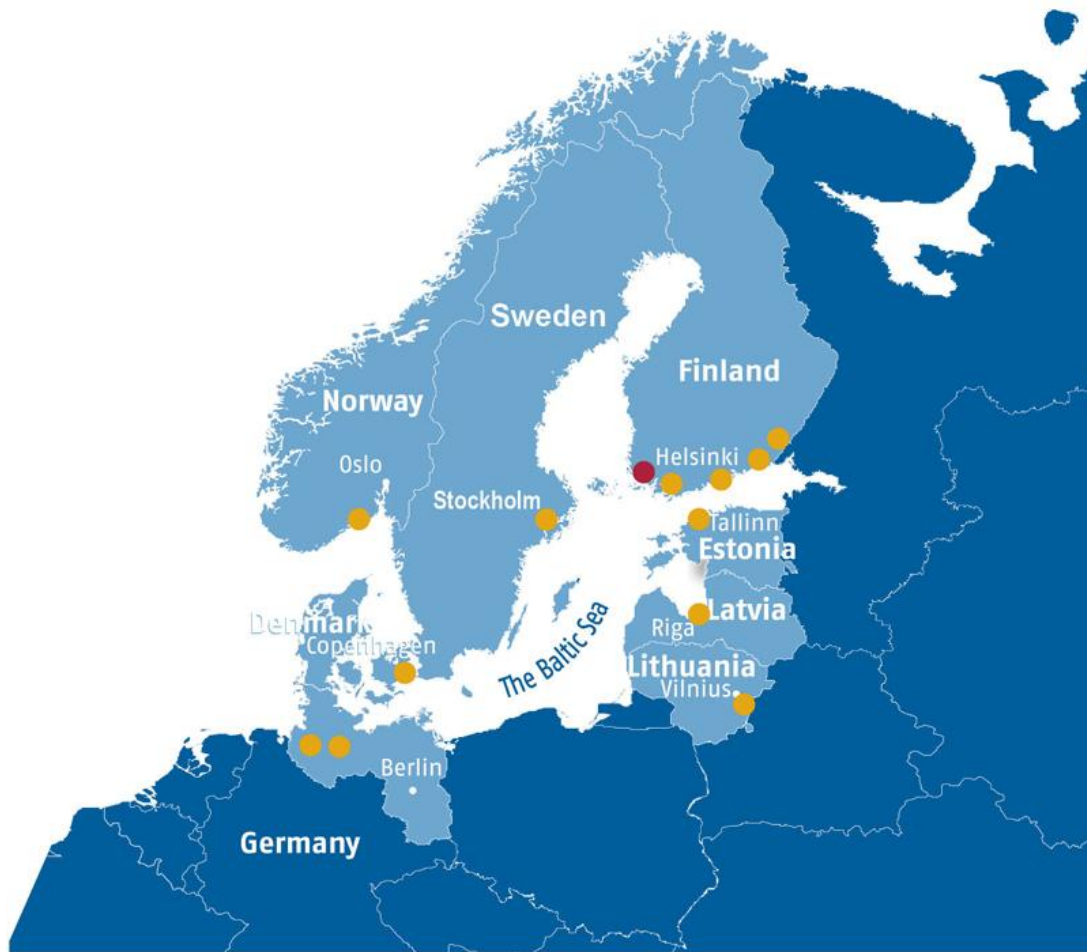 Sweden
Finland
Norway
Helsinki
Oslo
Stockholm
Tallinn
Estonia
Latvia
Denmark
Riga
Copenhagen
The Baltic Sea
Lithuania
Vilnius
Berlin
Germany